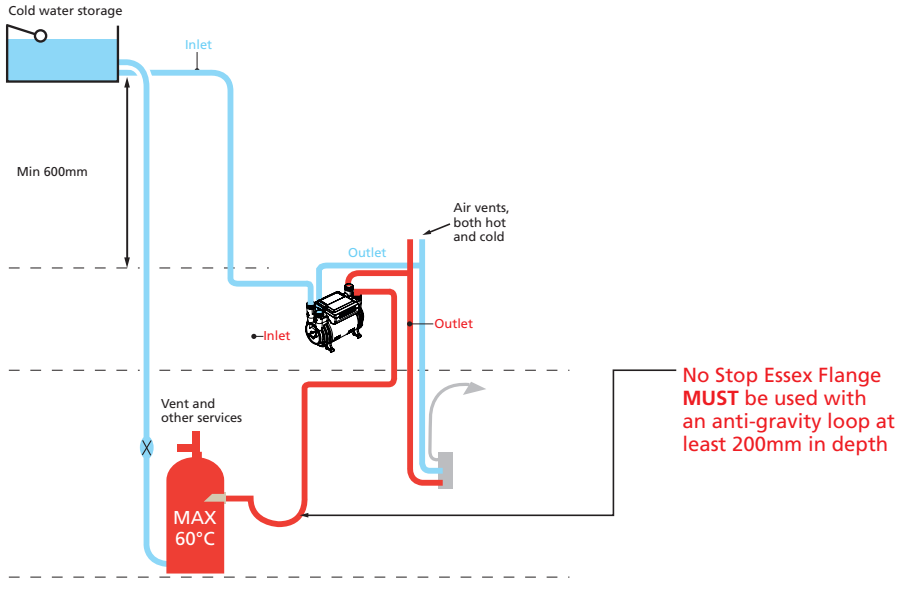 Cold water storage
Inlet
Min 600mm
Air vents,
both hot
and cold
Outlet
Inlet
Outlet
No Stop Essex Flange
MUST be used with
an anti-gravity loop at
least 200mm in depth
Vent and
other services
MAX
60°C